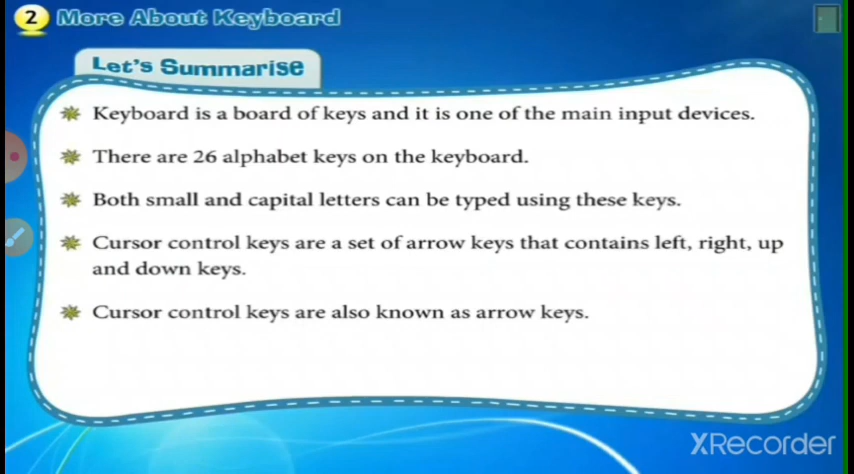 2 More About Keyboard
Let's Summarise
Keyboard is a board of keys and it is one of the main input devices.
There are 26 alphabet keys on the keyboard.
Both small and capital letters can be typed using these keys.
Cursor control keys are a set of arrow keys that contains left, right, up
and down keys.
Cursor control keys are also known as arrow keys.
XRecorder